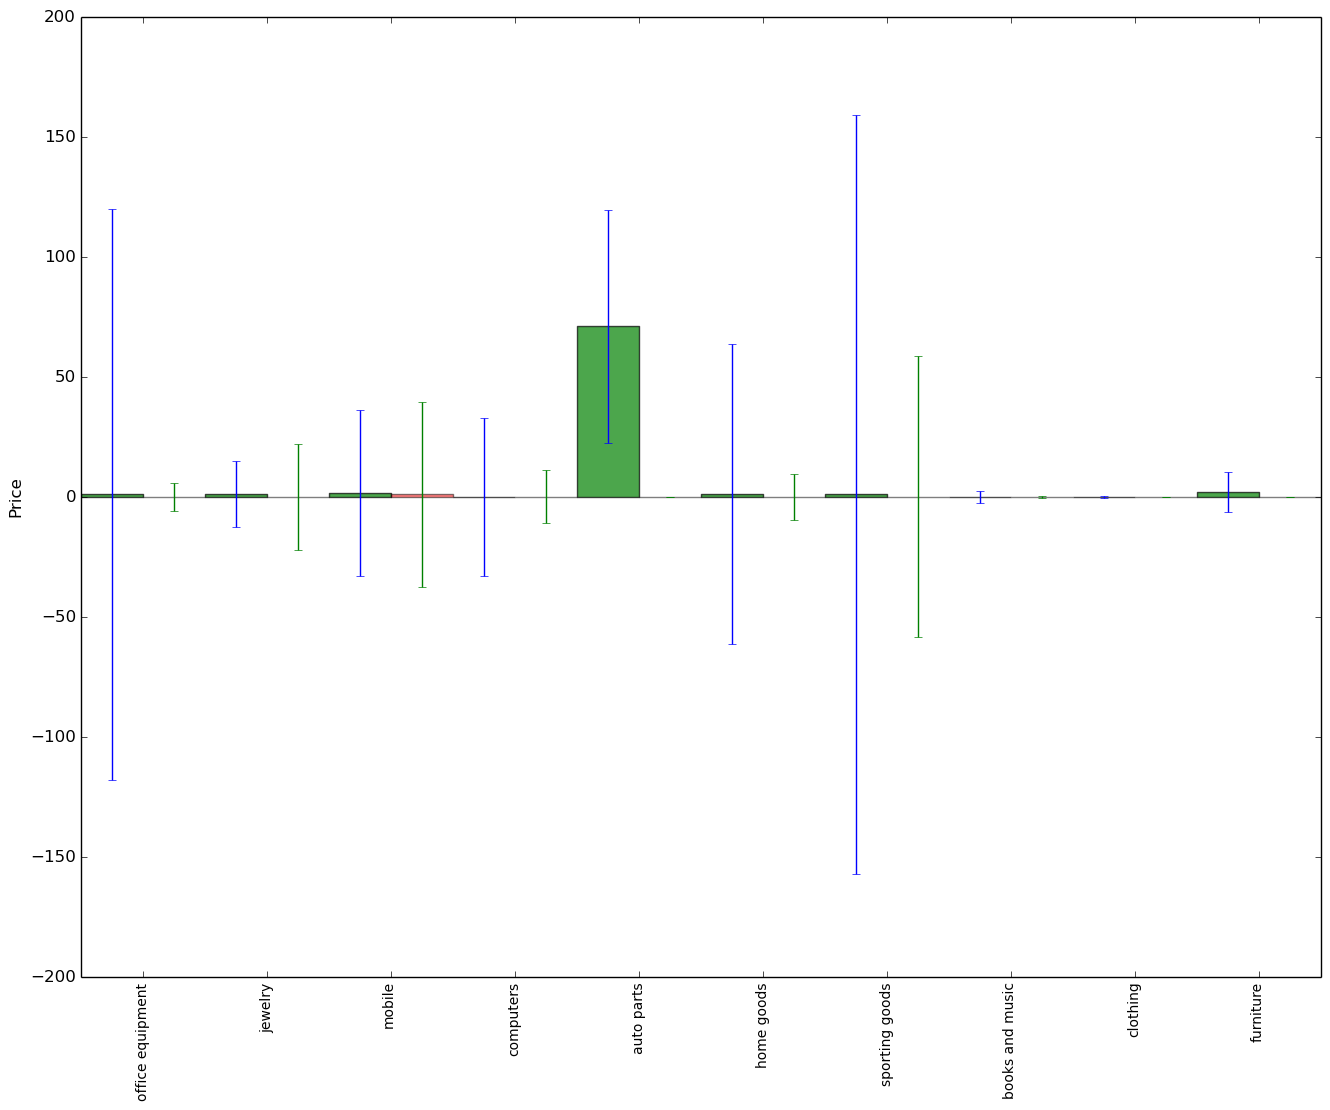 200
150
100
50
0
−50
−100
−150
−200
Price
office equipment
jewelry
mobile
computers
auto parts
home goods
sporting goods
books and music
clothing
furniture